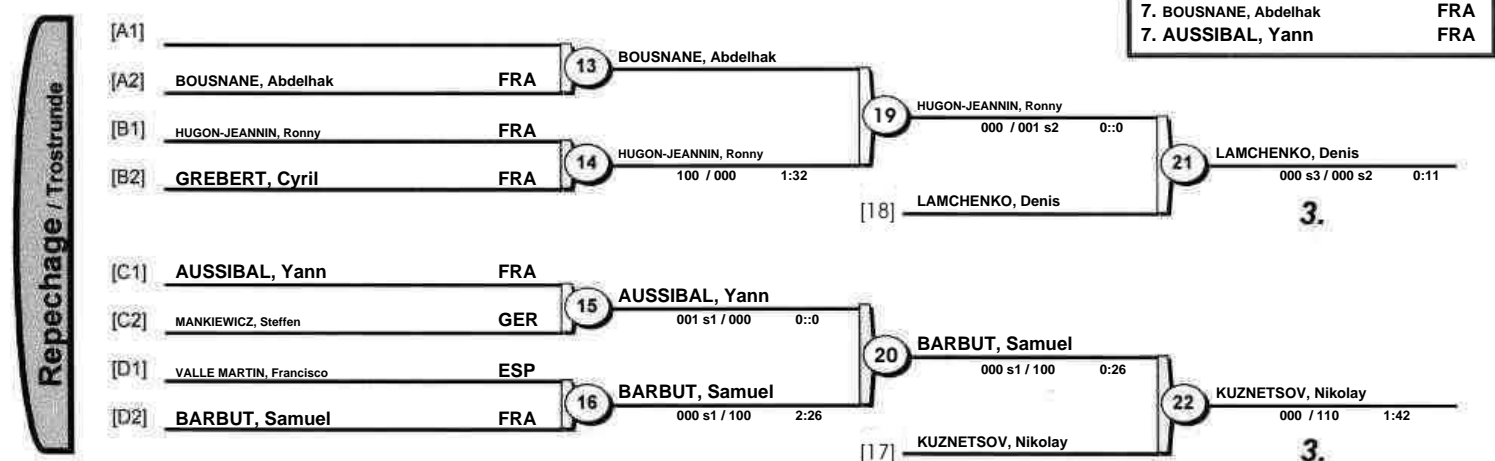 7. BOUSNANE, Abdelhak FRA
7. AUSSIBAL, Yann FRA
Repechage / Trostrunde
[A1]
13 BOUSNANE, Abdelhak
[A2] BOUSNANE, Abdelhak FRA
19 HUGON-JEANNIN, Ronny
000 / 001 s2 0::0
[B1] HUGON-JEANNIN, Ronny FRA
14 HUGON-JEANNIN, Ronny
100 / 000 1:32
21 LAMCHENKO, Denis
000 s3 / 000 s2 0:11
[B2] GREBERT, Cyril FRA
[18] LAMCHENKO, Denis
3.
[C1] AUSSIBAL, Yann FRA
15 AUSSIBAL, Yann
001 s1 / 000 0::0
[C2] MANKIEWICZ, Steffen GER
20 BARBUT, Samuel
000 s1 / 100 0:26
[D1] VALLE MARTIN, Francisco ESP
16 BARBUT, Samuel
000 s1 / 100 2:26
22 KUZNETSOV, Nikolay
000 / 110 1:42
[D2] BARBUT, Samuel FRA
[17] KUZNETSOV, Nikolay
3.